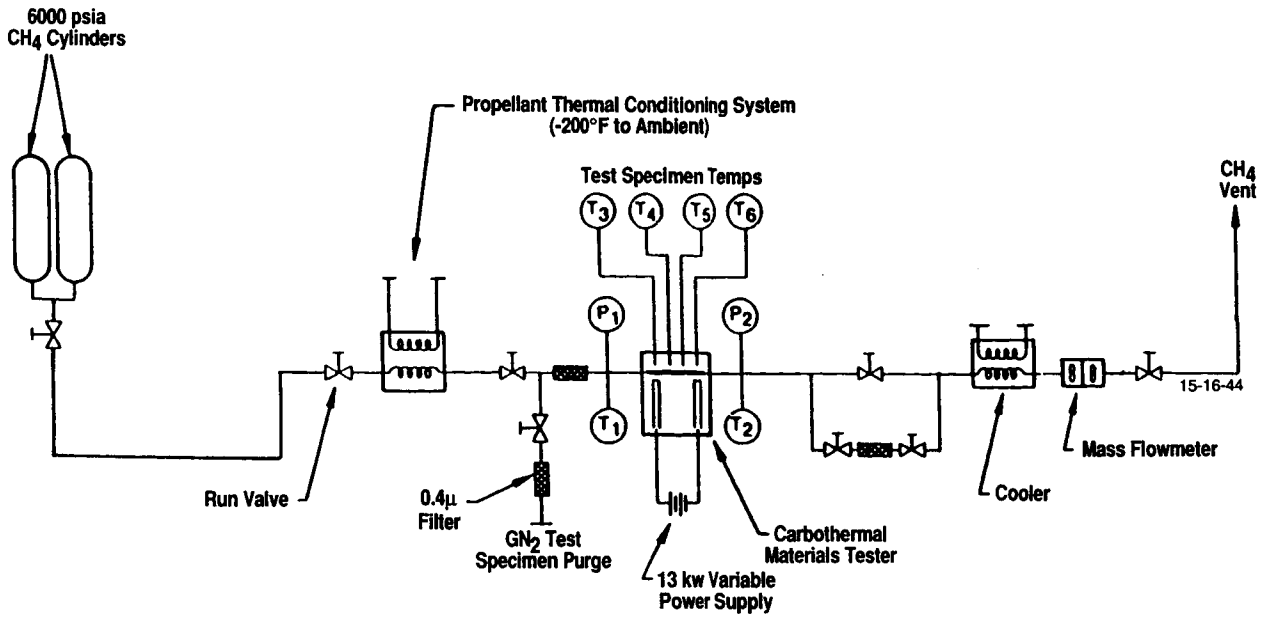 6000 psia
CH4 Cylinders
Propellant Thermal Conditioning System
(-200°F to Ambient)
Test Specimen Temps
T3
T4
T5
T6
CH4
Vent
P1
P2
T1
T2
15-16-44
Run Valve
0.4μ
Filter
GN2 Test
Specimen Purge
13 kw Variable
Power Supply
Carbothermal
Materials Tester
Cooler
Mass Flowmeter